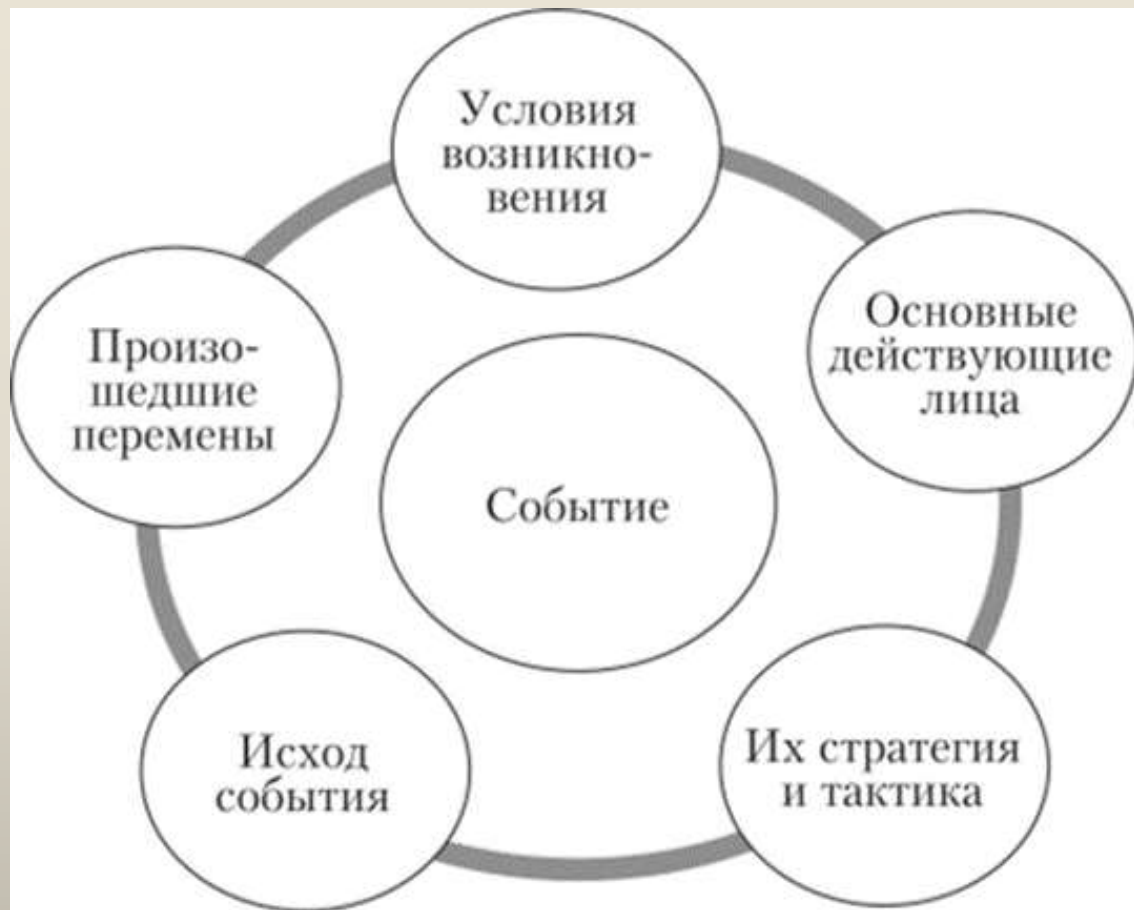 Условия
возникно-
вения
Основные
действующие
лица
Их стратегия
и тактика
Исход
события
Произо-
шедшие
перемены
Событие